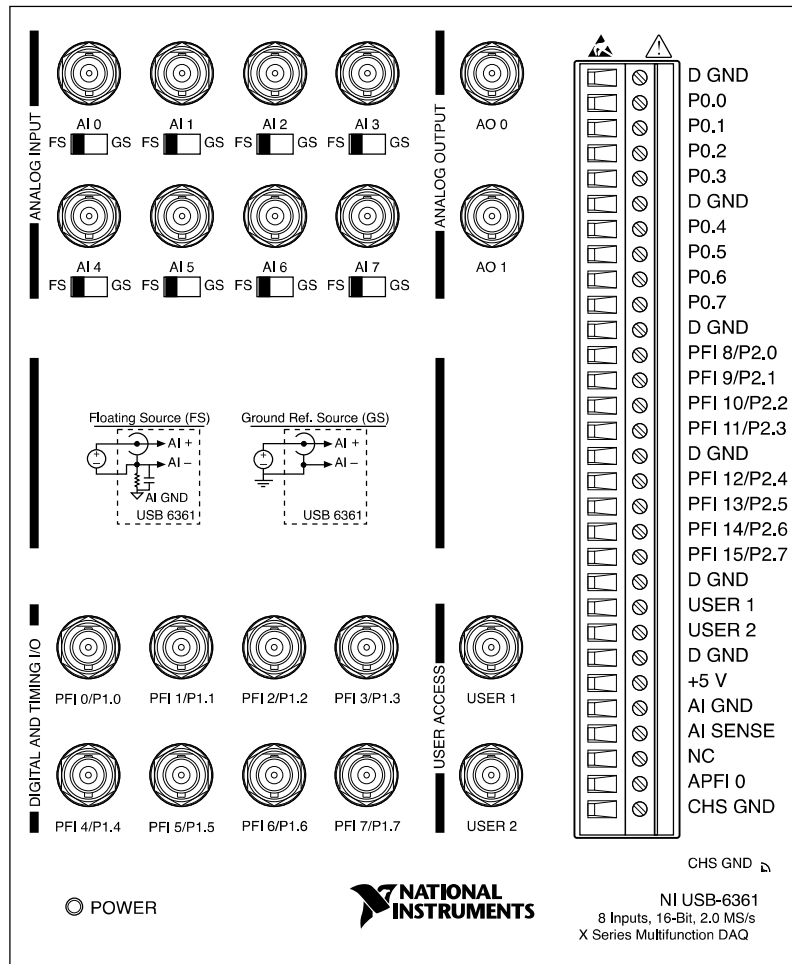 ANALOG INPUT
AI 0 AI 1 AI 2 AI 3
FS GS FS GS FS GS FS GS
AI 4 AI 5 AI 6 AI 7
FS GS FS GS FS GS FS GS
ANALOG OUTPUT
AO 0
AO 1
Floating Source (FS)
AI +
AI –
AI GND
USB 6361
Ground Ref. Source (GS)
AI +
AI –
USB 6361
DIGITAL AND TIMING I/O
PFI 0/P1.0 PFI 1/P1.1 PFI 2/P1.2 PFI 3/P1.3
PFI 4/P1.4 PFI 5/P1.5 PFI 6/P1.6 PFI 7/P1.7
USER ACCESS
USER 1
USER 2
D GND
P0.0
P0.1
P0.2
P0.3
D GND
P0.4
P0.5
P0.6
P0.7
D GND
PFI 8/P2.0
PFI 9/P2.1
PFI 10/P2.2
PFI 11/P2.3
D GND
PFI 12/P2.4
PFI 13/P2.5
PFI 14/P2.6
PFI 15/P2.7
D GND
USER 1
USER 2
D GND
+5 V
AI GND
AI SENSE
NC
APFI 0
CHS GND
CHS GND
POWER
NATIONAL
INSTRUMENTS
NI USB-6361
8 Inputs, 16-Bit, 2.0 MS/s
X Series Multifunction DAQ